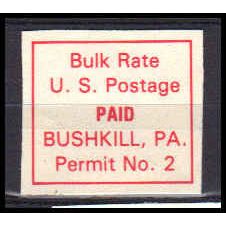 Bulk Rate
U. S. Postage
PAID
BUSHKILL, PA.
Permit No. 2